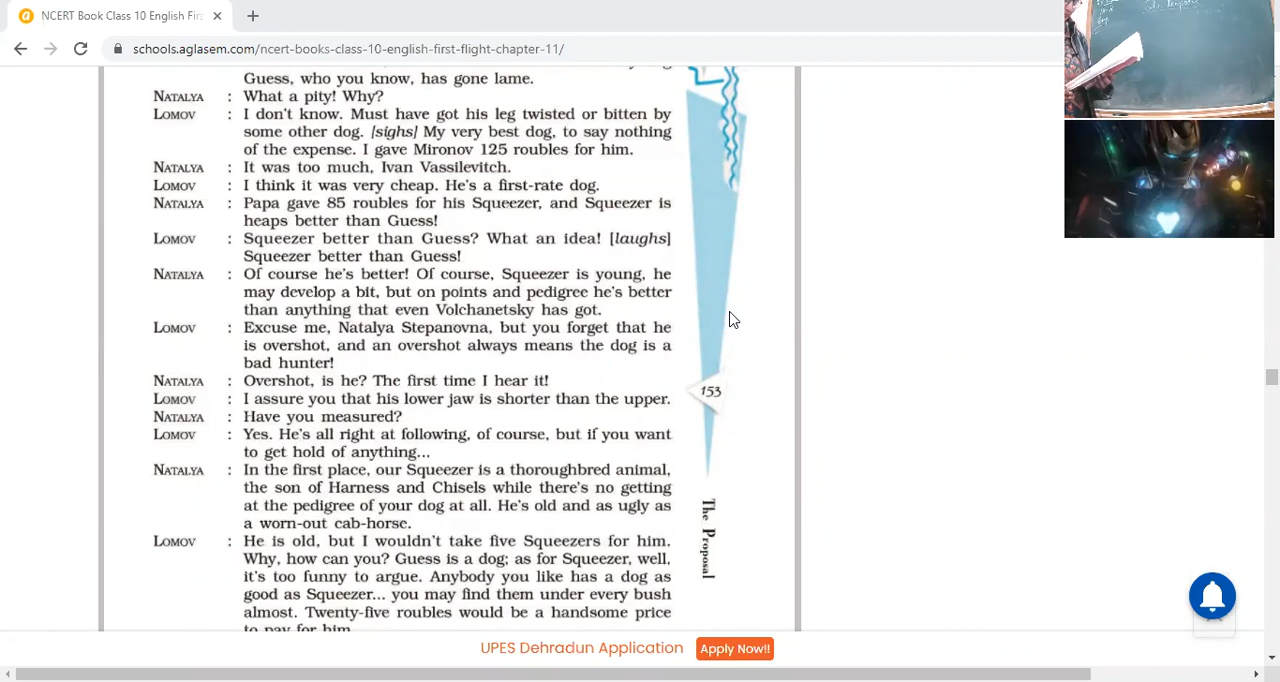 NCERT Book Class 10 English Firs
schools.aglasem.com/ncert-books-class-10-english-first-flight-chapter-11/
Guess, who you know, has gone lame.
NATALYA : What a pity! Why?
LOMOV : I don't know. Must have got his leg twisted or bitten by
some other dog. [sighs] My very best dog, to say nothing
of the expense. I gave Mironov 125 roubles for him.
NATALYA : It was too much, Ivan Vassilevitch.
LOMOV : I think it was very cheap. He's a first-rate dog.
NATALYA : Papa gave 85 roubles for his Squeezer, and Squeezer is
heaps better than Guess!
LOMOV : Squeezer better than Guess? What an idea! [laughs]
Squeezer better than Guess!
NATALYA : Of course he's better! Of course, Squeezer is young, he
may develop a bit, but on points and pedigree he's better
than anything that even Volchanetsky has got.
LOMOV : Excuse me, Natalya Stepanovna, but you forget that he
is overshot, and an overshot always means the dog is a
bad hunter!
NATALYA : Overshot, is he? The first time I hear it!
LOMOV : I assure you that his lower jaw is shorter than the upper.
NATALYA : Have you measured?
LOMOV : Yes. He's all right at following, of course, but if you want
to get hold of anything...
NATALYA : In the first place, our Squeezer is a thoroughbred animal,
the son of Harness and Chisels while there's no getting
at the pedigree of your dog at all. He's old and as ugly as
a worn-out cab-horse.
LOMOV : He is old, but I wouldn't take five Squeezers for him.
Why, how can you? Guess is a dog; as for Squeezer, well,
it's too funny to argue. Anybody you like has a dog as
good as Squeezer... you may find them under every bush
almost. Twenty-five roubles would be a handsome price
to pay for him.
153
The Proposal
UPES Dehradun Application
Apply Now!!